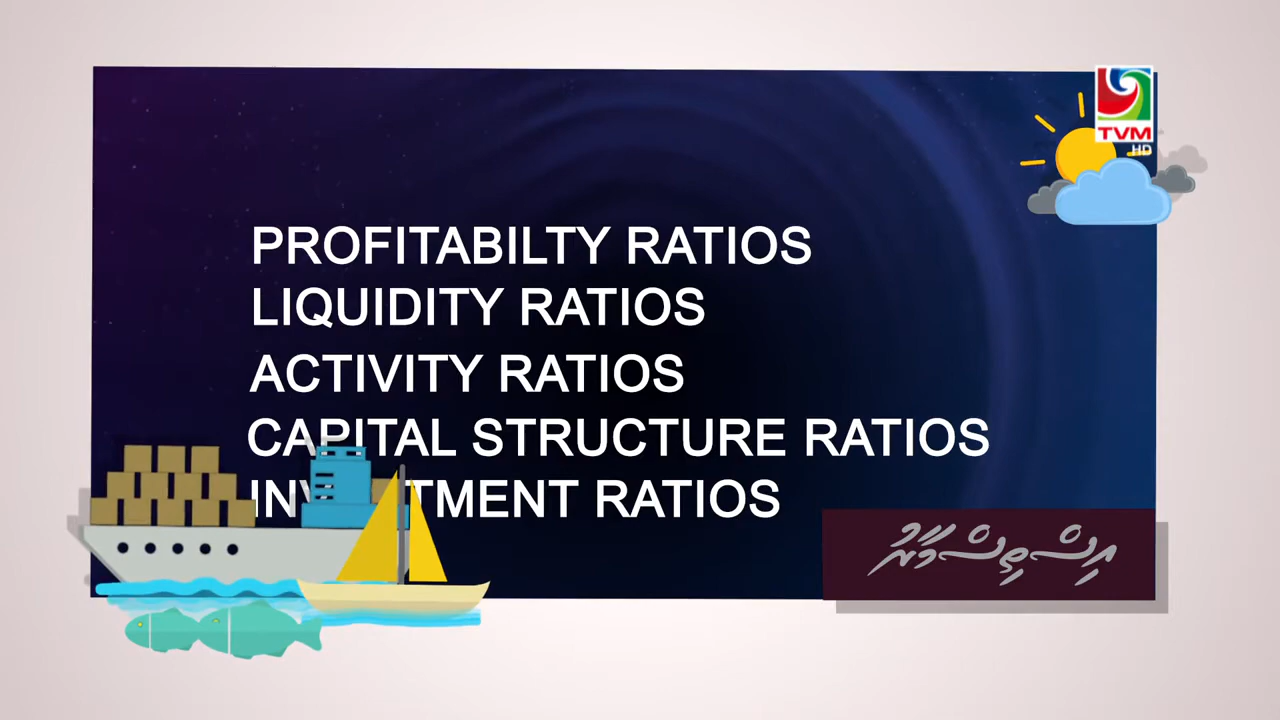 TVM
HD
PROFITABILTY RATIOS
LIQUIDITY RATIOS
ACTIVITY RATIOS
CAPITAL STRUCTURE RATIOS
RATIOS
އިސްތިސްމާރު